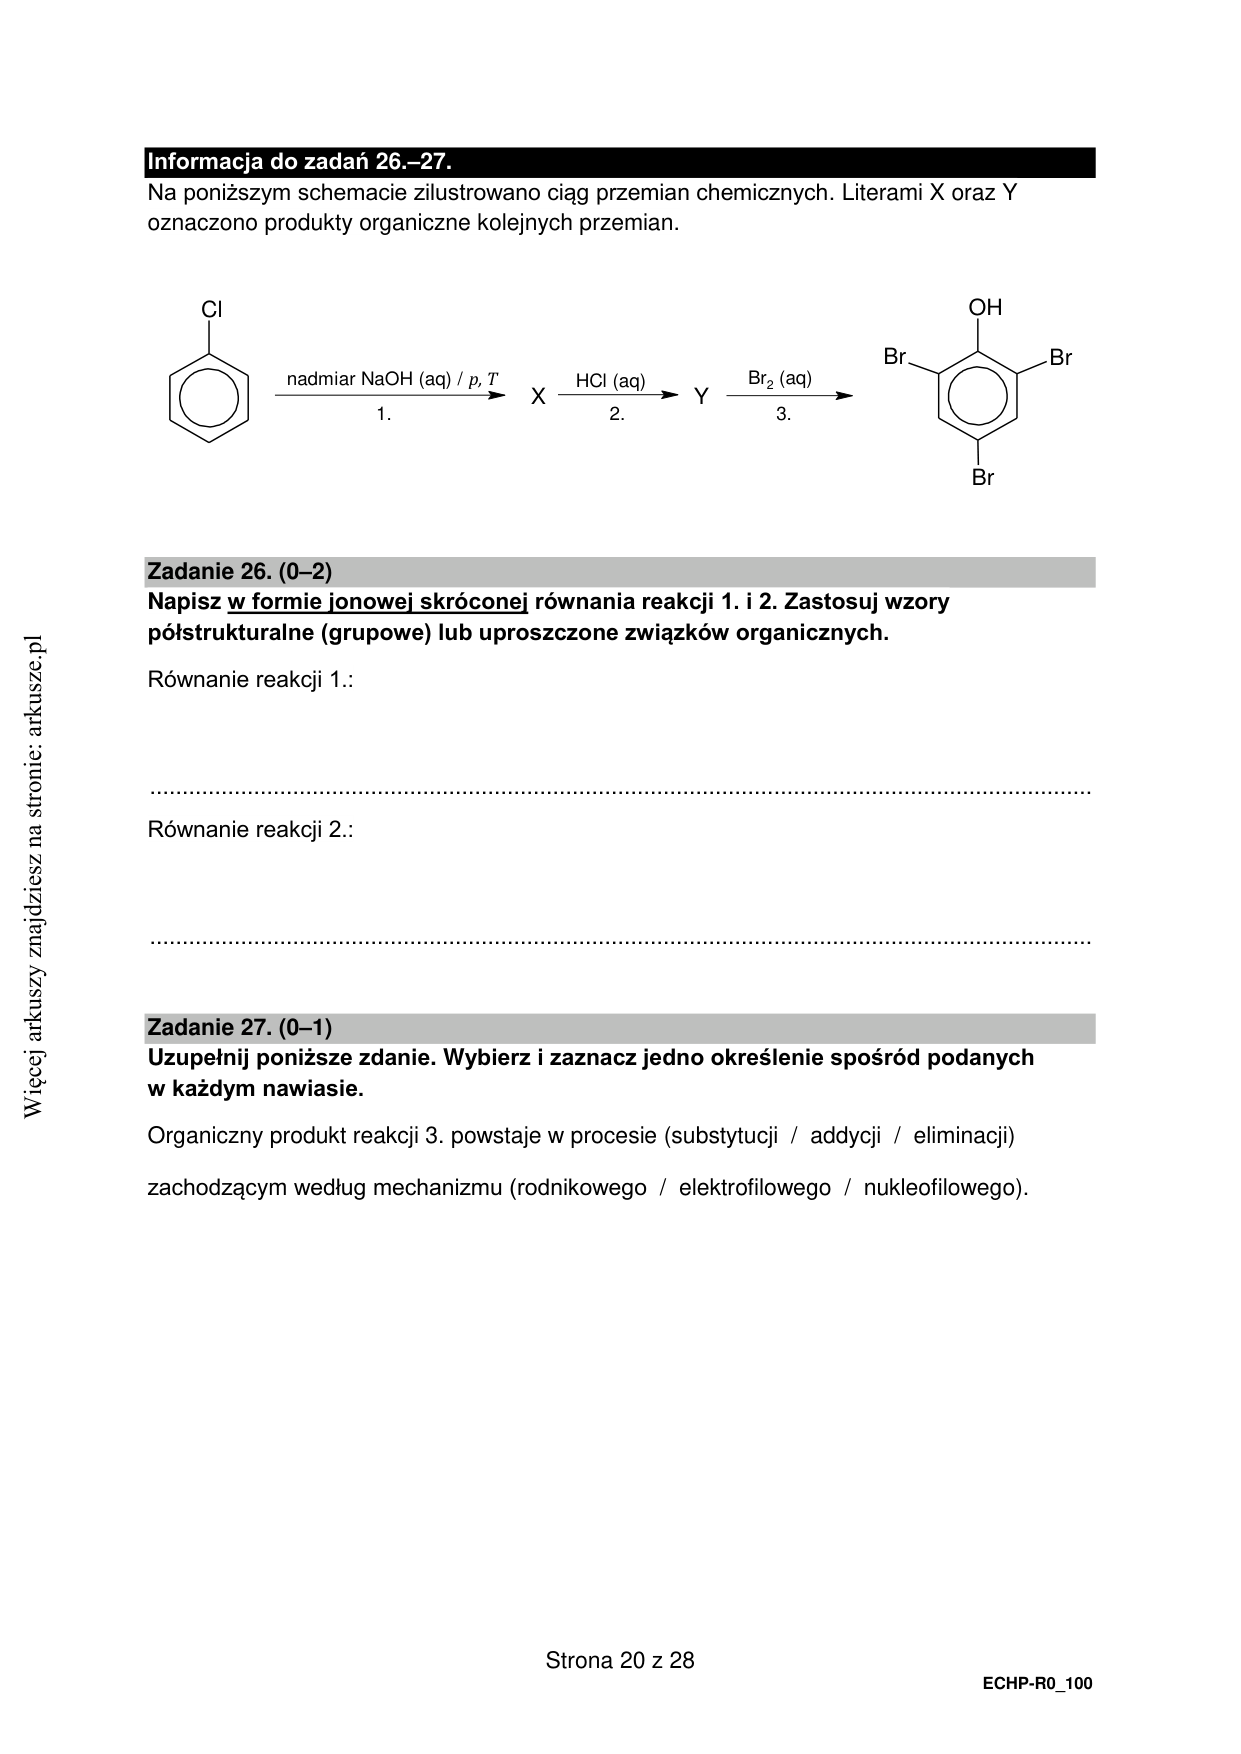 Informacja do zadań 26.–27.
Na poniższym schemacie zilustrowano ciąg przemian chemicznych. Literami X oraz Y
oznaczono produkty organiczne kolejnych przemian.
Cl
nadmiar NaOH (aq) / p, T
1.
X
HCl (aq)
2.
Y
Br2 (aq)
3.
OH
Br
Br
Br
Zadanie 26. (0–2)
Napisz w formie jonowej skróconej równania reakcji 1. i 2. Zastosuj wzory
półstrukturalne (grupowe) lub uproszczone związków organicznych.
Równanie reakcji 1.:
................................................................................................................................................
Równanie reakcji 2.:
................................................................................................................................................
Zadanie 27. (0–1)
Uzupełnij poniższe zdanie. Wybierz i zaznacz jedno określenie spośród podanych
w każdym nawiasie.
Organiczny produkt reakcji 3. powstaje w procesie (substytucji / addycji / eliminacji)
zachodzącym według mechanizmu (rodnikowego / elektrofilowego / nukleofilowego).
Więcej arkuszy znajdziesz na stronie: arkusze.pl
Strona 20 z 28
ECHP-R0_100